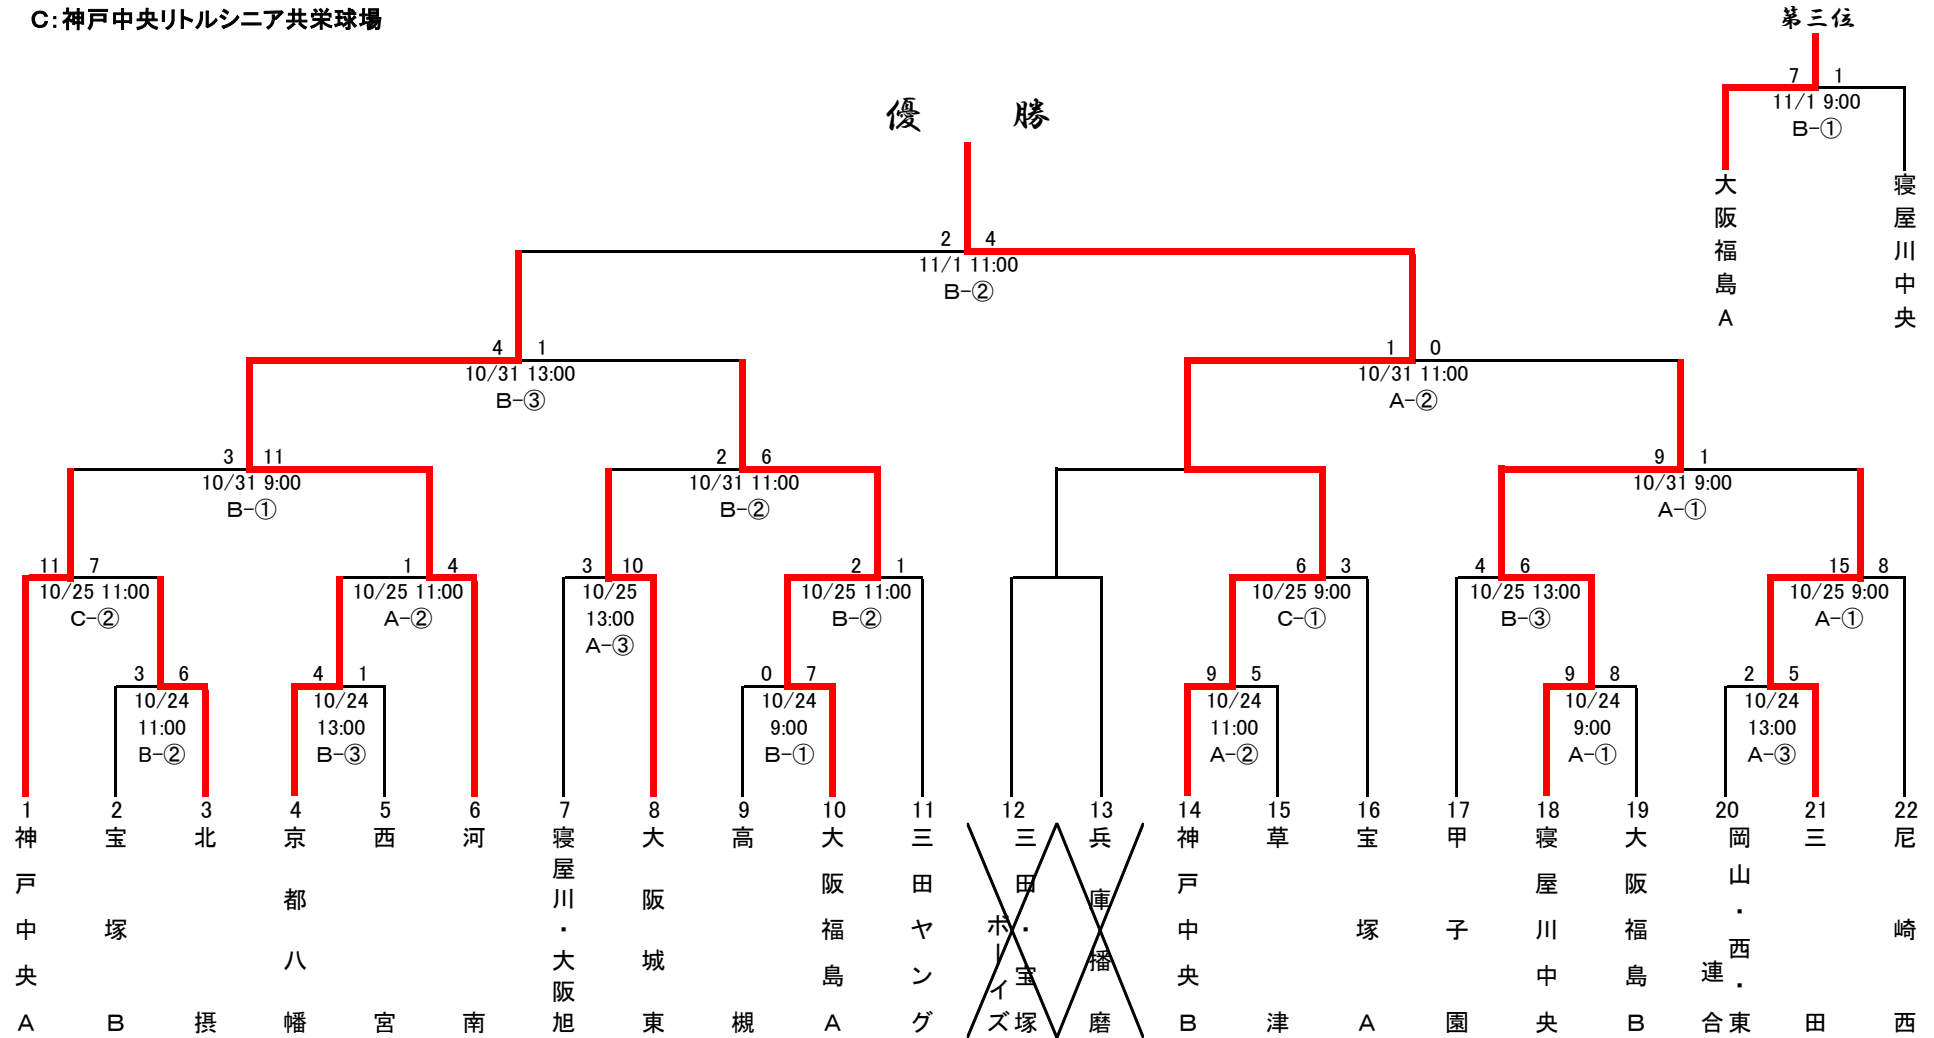 C:神戸中央リトルシニア共栄球場
第三位
7 1
11/1 9:00
B-①
大阪福島A
寝屋川中央
優 勝
2 4
11/1 11:00
B-②
4 1
10/31 13:00
B-③
1 0
10/31 11:00
A-②
3 11
10/31 9:00
B-①
2 6
10/31 11:00
B-②
9 1
10/31 9:00
A-①
11 7
10/25 11:00
C-②
1 4
10/25 11:00
A-②
3 10
10/25
13:00
A-③
2 1
10/25 11:00
B-②
6 3
10/25 9:00
C-①
4 6
10/25 13:00
B-③
15 8
10/25 9:00
A-①
3 6
10/24
11:00
B-②
4 1
10/24
13:00
B-③
0 7
10/24
9:00
B-①
9 5
10/24
11:00
A-②
9 8
10/24
9:00
A-①
2 5
10/24
13:00
A-③
1 2 3 4 5 6 7 8 9 10 11 12 13 14 15 16 17 18 19 20 21 22
神戸中央A
宝塚B
北摂
京都八幡
西宮
河南
寝屋川・大阪旭
大阪城東
高槻
大阪福島A
三田ヤング
三田・宝塚
ボーイズ
兵庫播磨
神戸中央B
草津
宝塚A
甲子園
寝屋川中央
大阪福島B
岡山・西・東
連合
三田
尼崎西